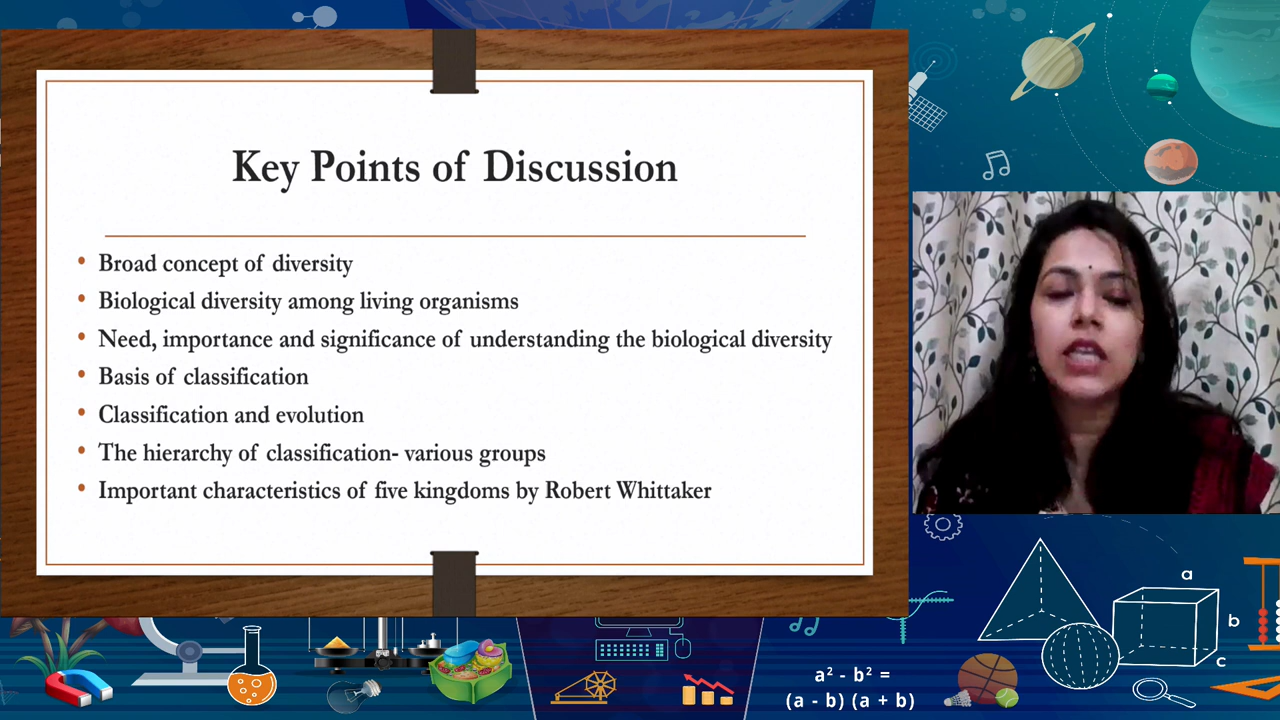 Key Points of Discussion
• Broad concept of diversity
• Biological diversity among living organisms
• Need, importance and significance of understanding the biological diversity
• Basis of classification
• Classification and evolution
• The hierarchy of classification- various groups
• Important characteristics of five kingdoms by Robert Whittaker
a
b
c
a² - b² =
(a - b) (a + b)